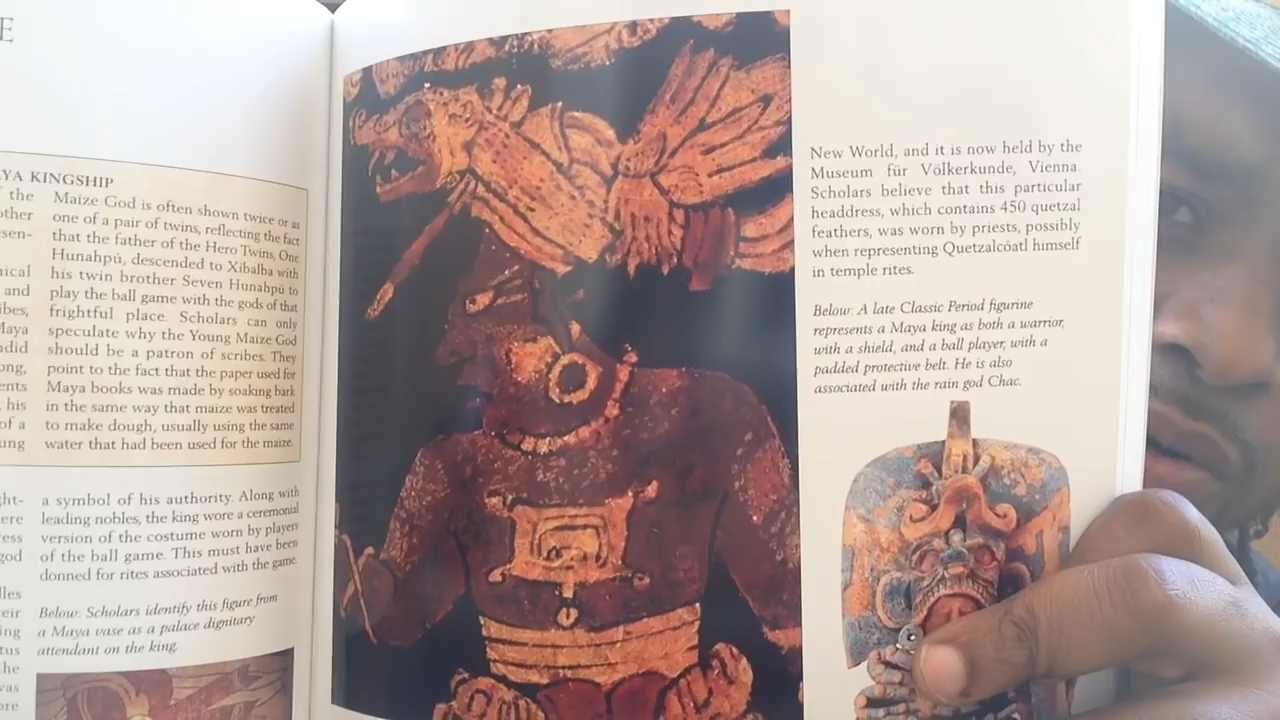 E
AYA KINGSHIP
of the
other
esen-
nical
and
ibes,
Maya
did
ong,
ents
his
of a
ung
Maize God is often shown twice or as
one of a pair of twins, reflecting the fact
that the father of the Hero Twins, One
Hunahpú, descended to Xibalba with
his twin brother Seven Hunahpú to
play the ball game with the gods of that
frightful place. Scholars can only
speculate why the Young Maize God
should be a patron of scribes. They
point to the fact that the paper used for
Maya books was made by soaking bark
in the same way that maize was treated
to make dough, usually using the same
water that had been used for the maize.
ght-
ere
ress
god
lles
eir
ing
tus
the
was
ore
a symbol of his authority. Along with
leading nobles, the king wore a ceremonial
version of the costume worn by players
of the ball game. This must have been
donned for rites associated with the game.
Below: Scholars identify this figure from
a Maya vase as a palace dignitary
attendant on the king.
New World, and it is now held by the
Museum für Völkerkunde, Vienna.
Scholars believe that this particular
headdress, which contains 450 quetzal
feathers, was worn by priests, possibly
when representing Quetzalcóatl himself
in temple rites.
Below: A late Classic Period figurine
represents a Maya king as both a warrior,
with a shield, and a ball player, with a
padded protective belt. He is also
associated with the rain god Chac.